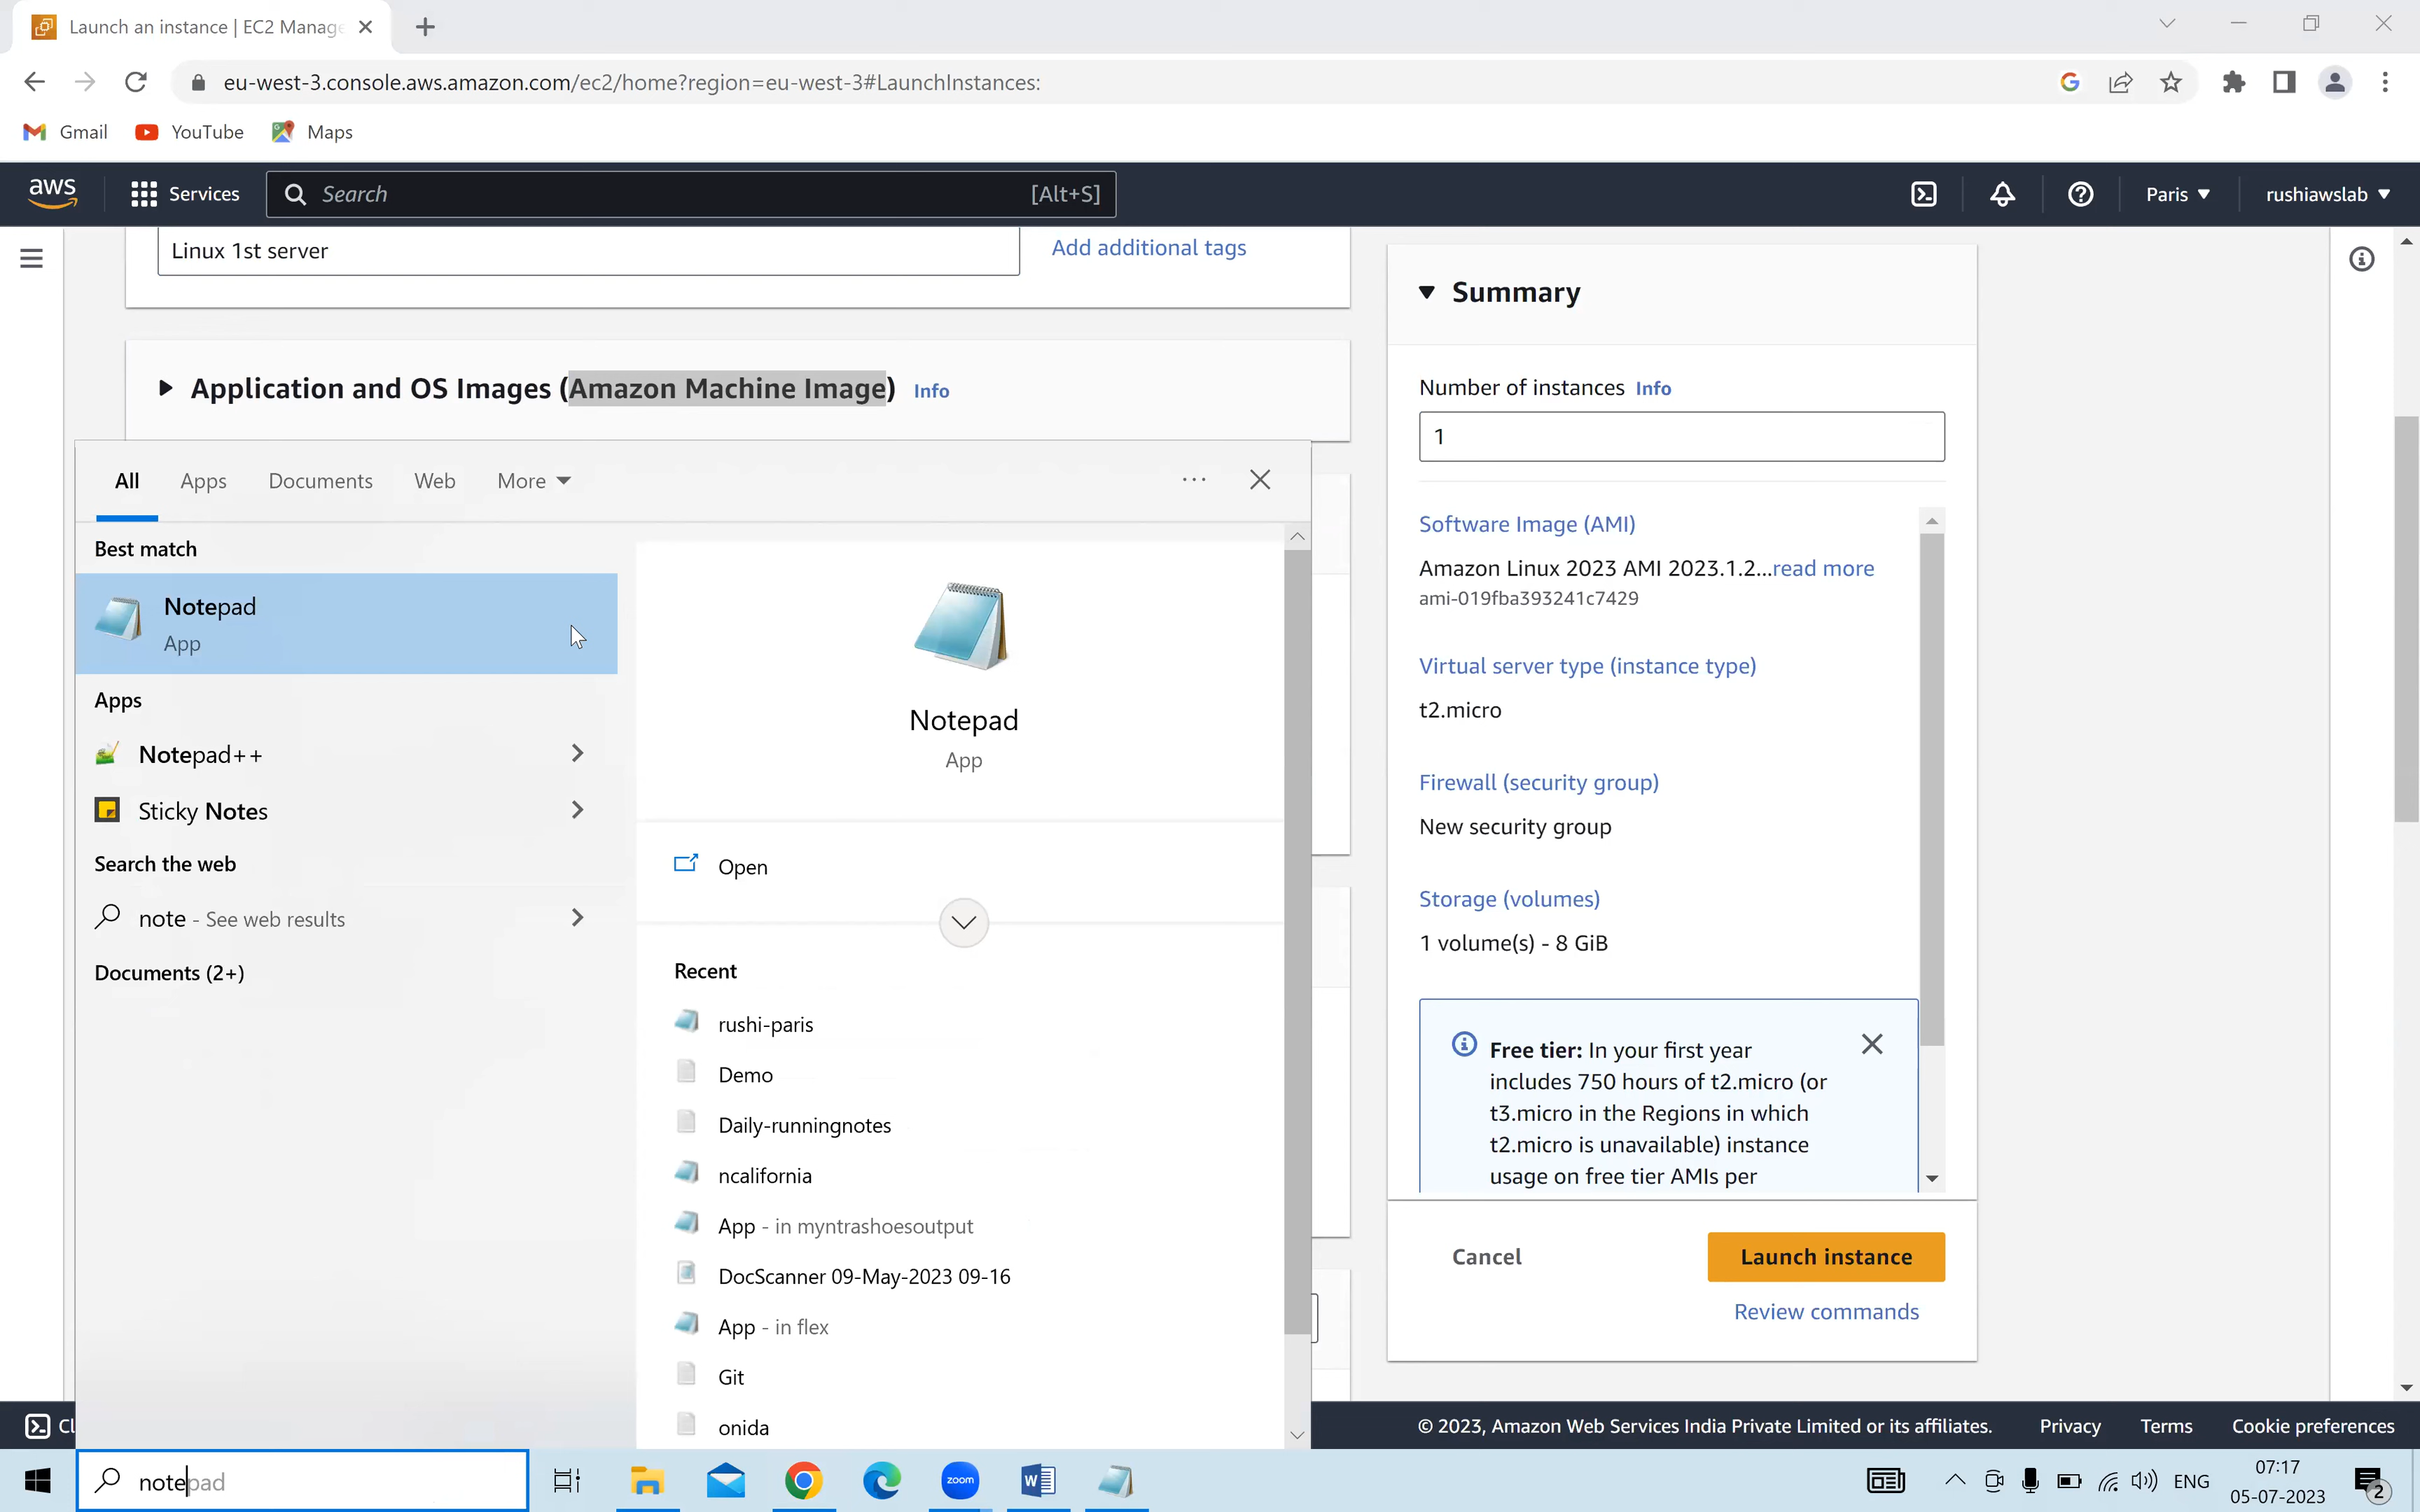 Launch an instance | EC2 Manage
eu-west-3.console.aws.amazon.com/ec2/home?region=eu-west-3#LaunchInstances:
Gmail
YouTube
Maps
aws
Services
Search
[Alt+S]
Paris
rushiawslab
Linux 1st server
Add additional tags
Application and OS Images (Amazon Machine Image) Info
Summary
Number of instances Info
1
Software Image (AMI)
Amazon Linux 2023 AMI 2023.1.2...read more
ami-019fba393241c7429
Virtual server type (instance type)
t2.micro
Firewall (security group)
New security group
Storage (volumes)
1 volume(s) - 8 GiB
Free tier: In your first year
includes 750 hours of t2.micro (or
t3.micro in the Regions in which
t2.micro is unavailable) instance
usage on free tier AMIs per
Cancel
Launch instance
Review commands
All
Apps
Documents
Web
More
Best match
Notepad
App
Apps
Notepad++
Sticky Notes
Search the web
note - See web results
Documents (2+)
Notepad
App
Open
Recent
rushi-paris
Demo
Daily-runningnotes
ncalifornia
App - in myntrashoesoutput
DocScanner 09-May-2023 09-16
App - in flex
Git
onida
Cl
© 2023, Amazon Web Services India Private Limited or its affiliates.
Privacy
Terms
Cookie preferences
notepad
zoom
W
ENG
07:17
05-07-2023
2